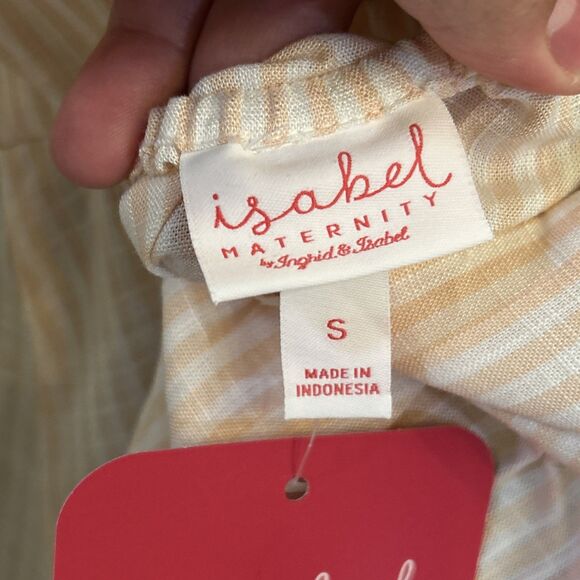 isabel
MATERNITY
by Ingrid & Isabel
S
MADE IN
INDONESIA